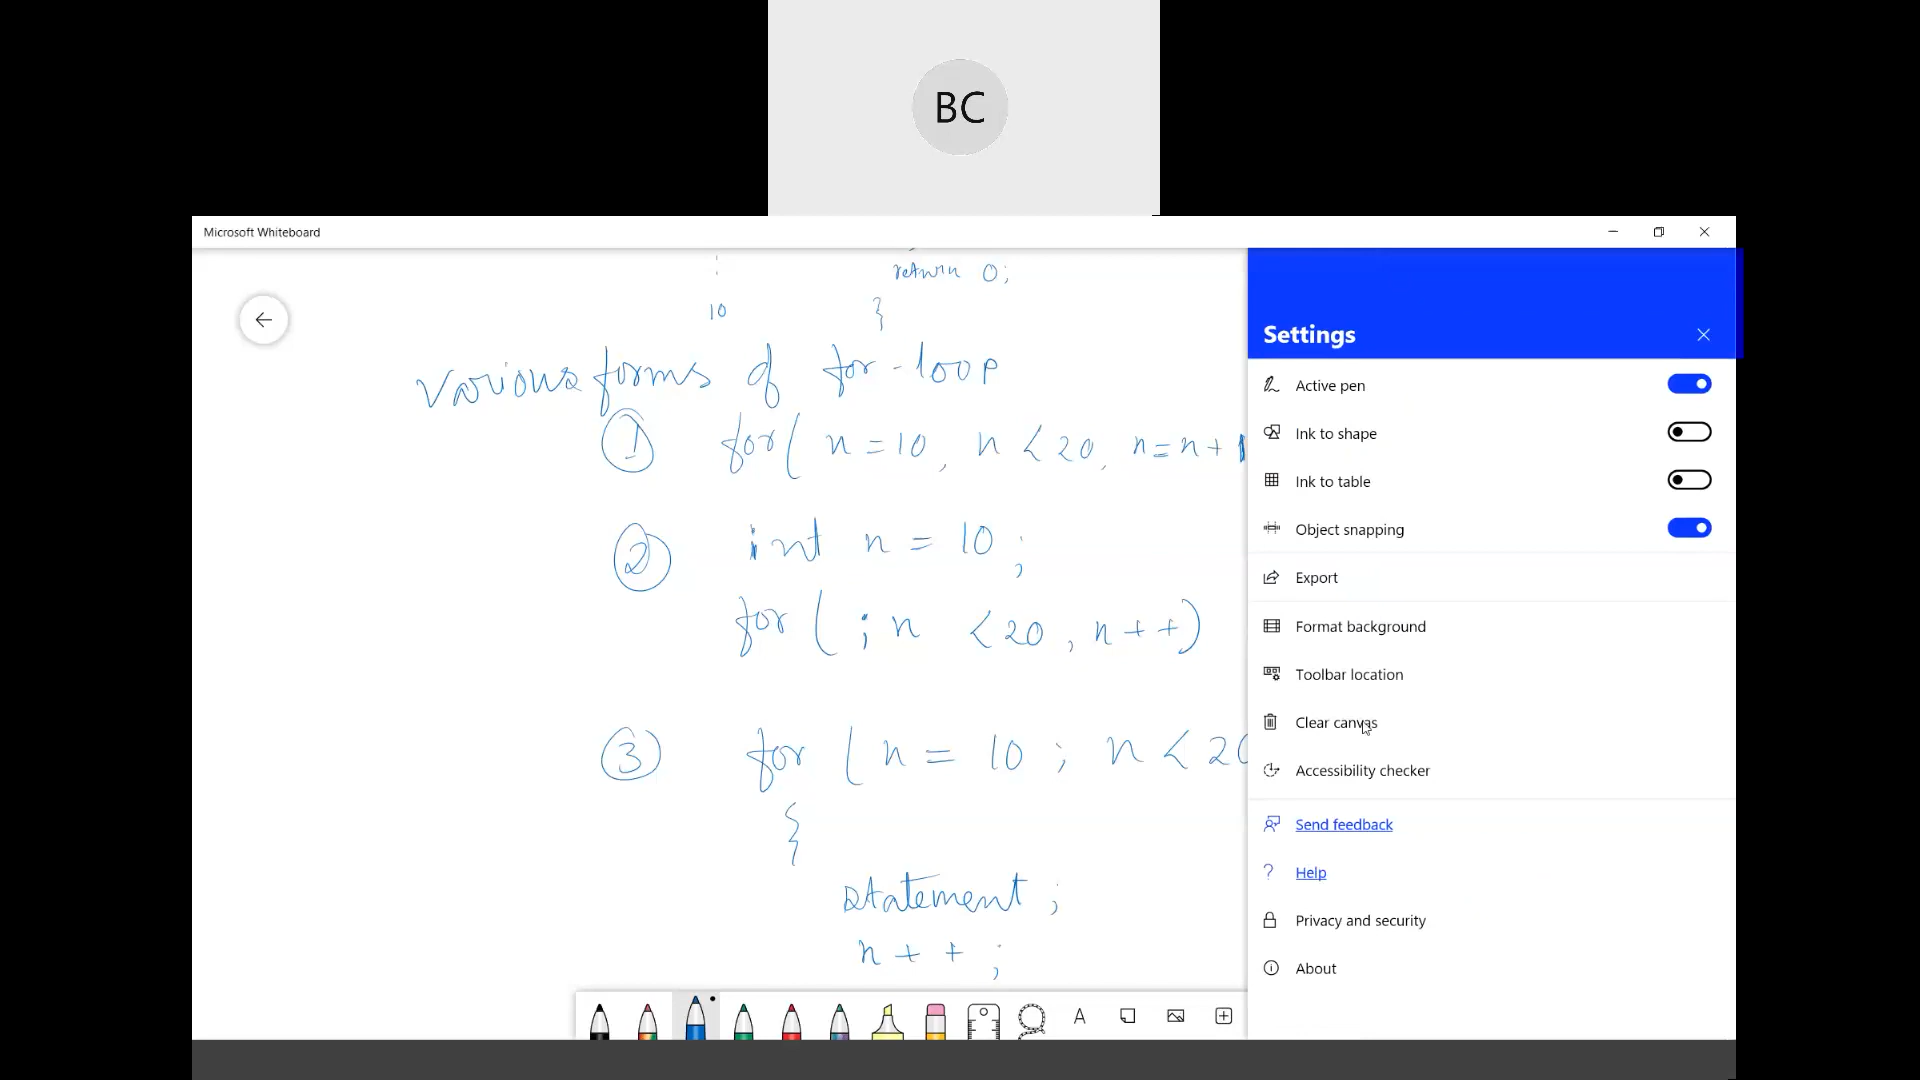 BC
Microsoft Whiteboard
return 0;
10 }
various forms of for-loop
① for( n = 10, n < 20, n = n + 1
② int n = 10;
for ( ; n < 20, n + + )
③ for ( n = 10 ; n < 20
{
statement ;
n + + ;
Settings
Active pen
Ink to shape
Ink to table
Object snapping
Export
Format background
Toolbar location
Clear canvas
Accessibility checker
Send feedback
Help
Privacy and security
About